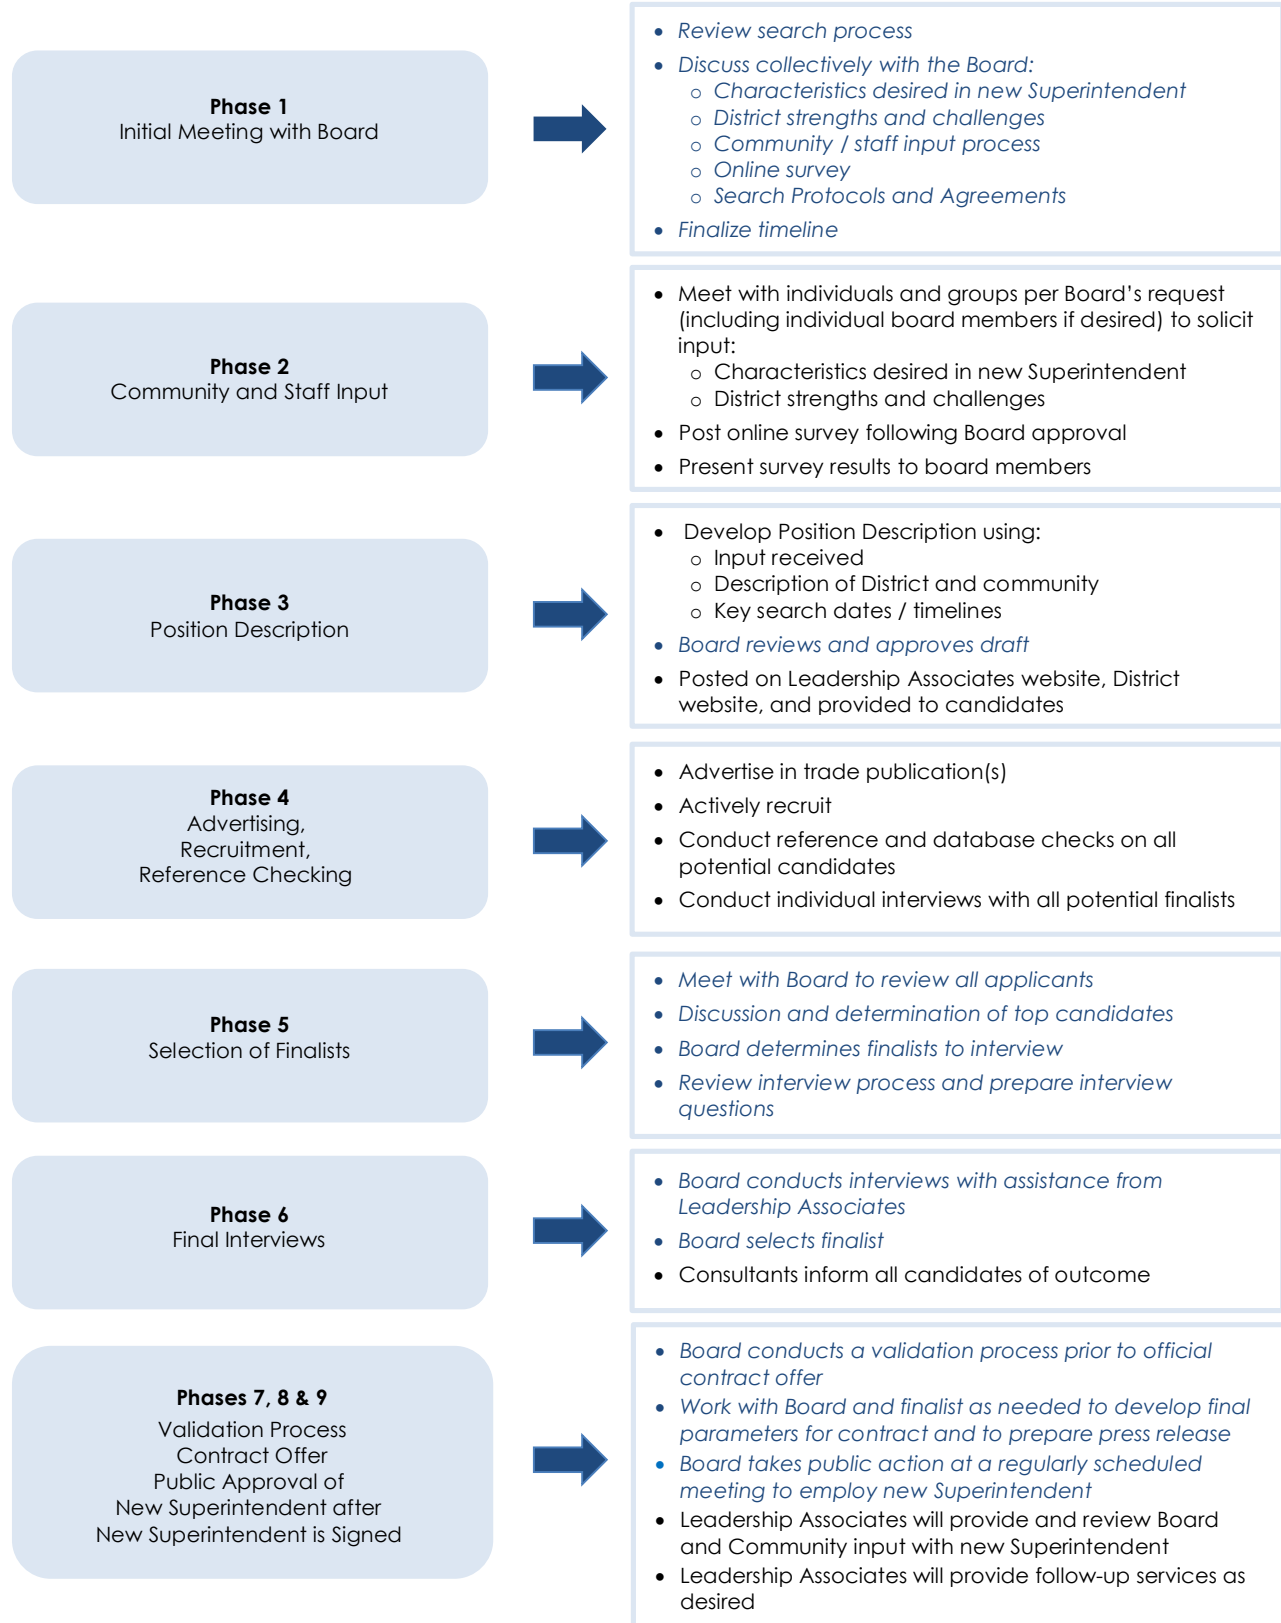 Phase 1
Initial Meeting with Board
• Review search process
• Discuss collectively with the Board:
o Characteristics desired in new Superintendent
o District strengths and challenges
o Community / staff input process
o Online survey
o Search Protocols and Agreements
• Finalize timeline
Phase 2
Community and Staff Input
• Meet with individuals and groups per Board’s request
(including individual board members if desired) to solicit
input:
o Characteristics desired in new Superintendent
o District strengths and challenges
• Post online survey following Board approval
• Present survey results to board members
Phase 3
Position Description
• Develop Position Description using:
o Input received
o Description of District and community
o Key search dates / timelines
• Board reviews and approves draft
• Posted on Leadership Associates website, District
website, and provided to candidates
Phase 4
Advertising,
Recruitment,
Reference Checking
• Advertise in trade publication(s)
• Actively recruit
• Conduct reference and database checks on all
potential candidates
• Conduct individual interviews with all potential finalists
Phase 5
Selection of Finalists
• Meet with Board to review all applicants
• Discussion and determination of top candidates
• Board determines finalists to interview
• Review interview process and prepare interview
questions
Phase 6
Final Interviews
• Board conducts interviews with assistance from
Leadership Associates
• Board selects finalist
• Consultants inform all candidates of outcome
Phases 7, 8 & 9
Validation Process
Contract Offer
Public Approval of
New Superintendent after
New Superintendent is Signed
• Board conducts a validation process prior to official
contract offer
• Work with Board and finalist as needed to develop final
parameters for contract and to prepare press release
• Board takes public action at a regularly scheduled
meeting to employ new Superintendent
• Leadership Associates will provide and review Board
and Community input with new Superintendent
• Leadership Associates will provide follow-up services as
desired